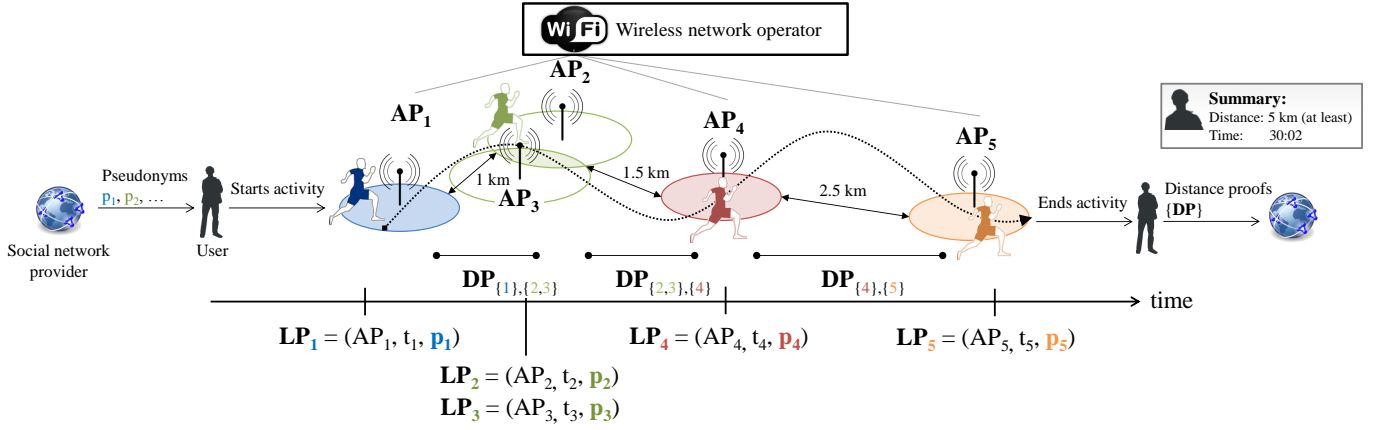 WiFi Wireless network operator
AP₂
AP₁
AP₄
AP₅
Summary:
Distance: 5 km (at least)
Time: 30:02
Pseudonyms
p₁, p₂, …
Starts activity
1 km
AP₃
1.5 km
2.5 km
Ends activity
Distance proofs
{DP}
Social network
provider
User
DP{1},{2,3}
DP{2,3},{4}
DP{4},{5}
time
LP₁ = (AP₁, t₁, p₁)
LP₄ = (AP₄, t₄, p₄)
LP₅ = (AP₅, t₅, p₅)
LP₂ = (AP₂, t₂, p₂)
LP₃ = (AP₃, t₃, p₃)